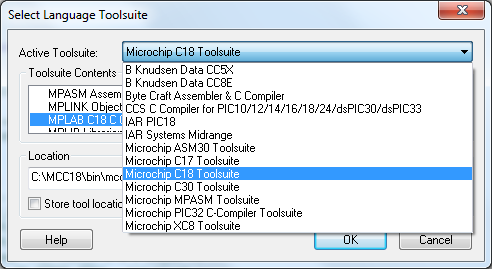 Select Language Toolsuite
Active Toolsuite: Microchip C18 Toolsuite
Toolsuite Contents
MPASM Assem
MPLINK Object
MPLAB C18 C
B Knudsen Data CC5X
B Knudsen Data CC8E
Byte Craft Assembler & C Compiler
CCS C Compiler for PIC10/12/14/16/18/24/dsPIC30/dsPIC33
IAR PIC18
IAR Systems Midrange
Microchip ASM30 Toolsuite
Microchip C17 Toolsuite
Microchip C18 Toolsuite
Microchip C30 Toolsuite
Microchip MPASM Toolsuite
Microchip PIC32 C-Compiler Toolsuite
Microchip XC8 Toolsuite
Location
C:\MCC18\bin\mcc
Store tool locatio
Help
OK
Cancel